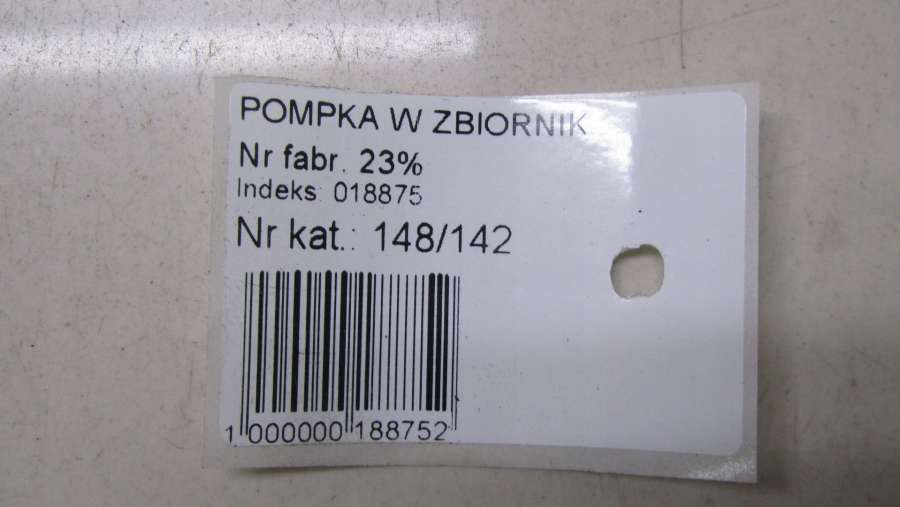 POMPKA W ZBIORNIK
Nr fabr. 23%
Indeks: 018875
Nr kat.: 148/142
1 000000 188752